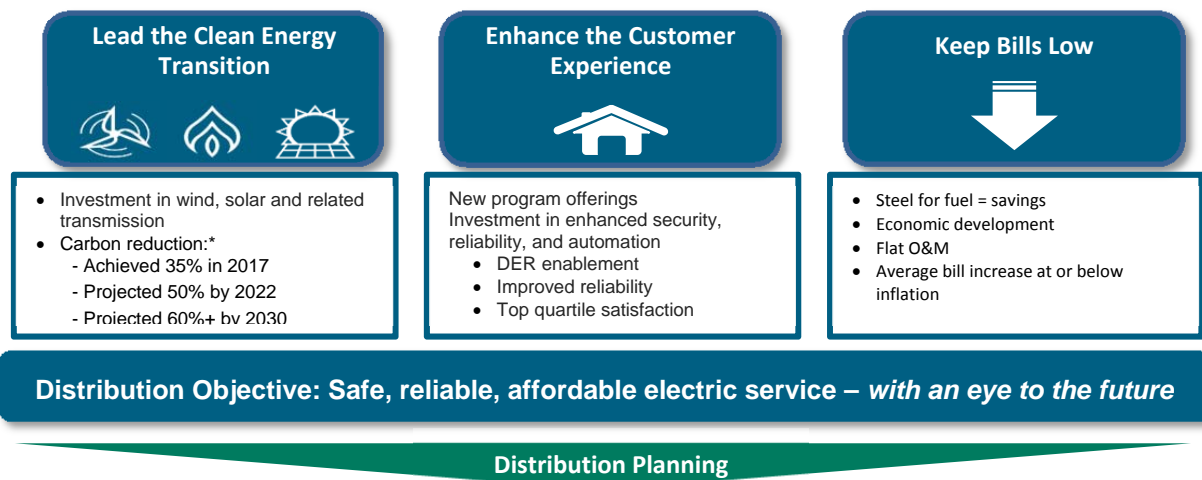 Lead the Clean Energy
Transition
• Investment in wind, solar and related
transmission
• Carbon reduction:*
- Achieved 35% in 2017
- Projected 50% by 2022
- Projected 60%+ by 2030
Enhance the Customer
Experience
New program offerings
Investment in enhanced security,
reliability, and automation
• DER enablement
• Improved reliability
• Top quartile satisfaction
Keep Bills Low
• Steel for fuel = savings
• Economic development
• Flat O&M
• Average bill increase at or below
inflation
Distribution Objective: Safe, reliable, affordable electric service – with an eye to the future
Distribution Planning